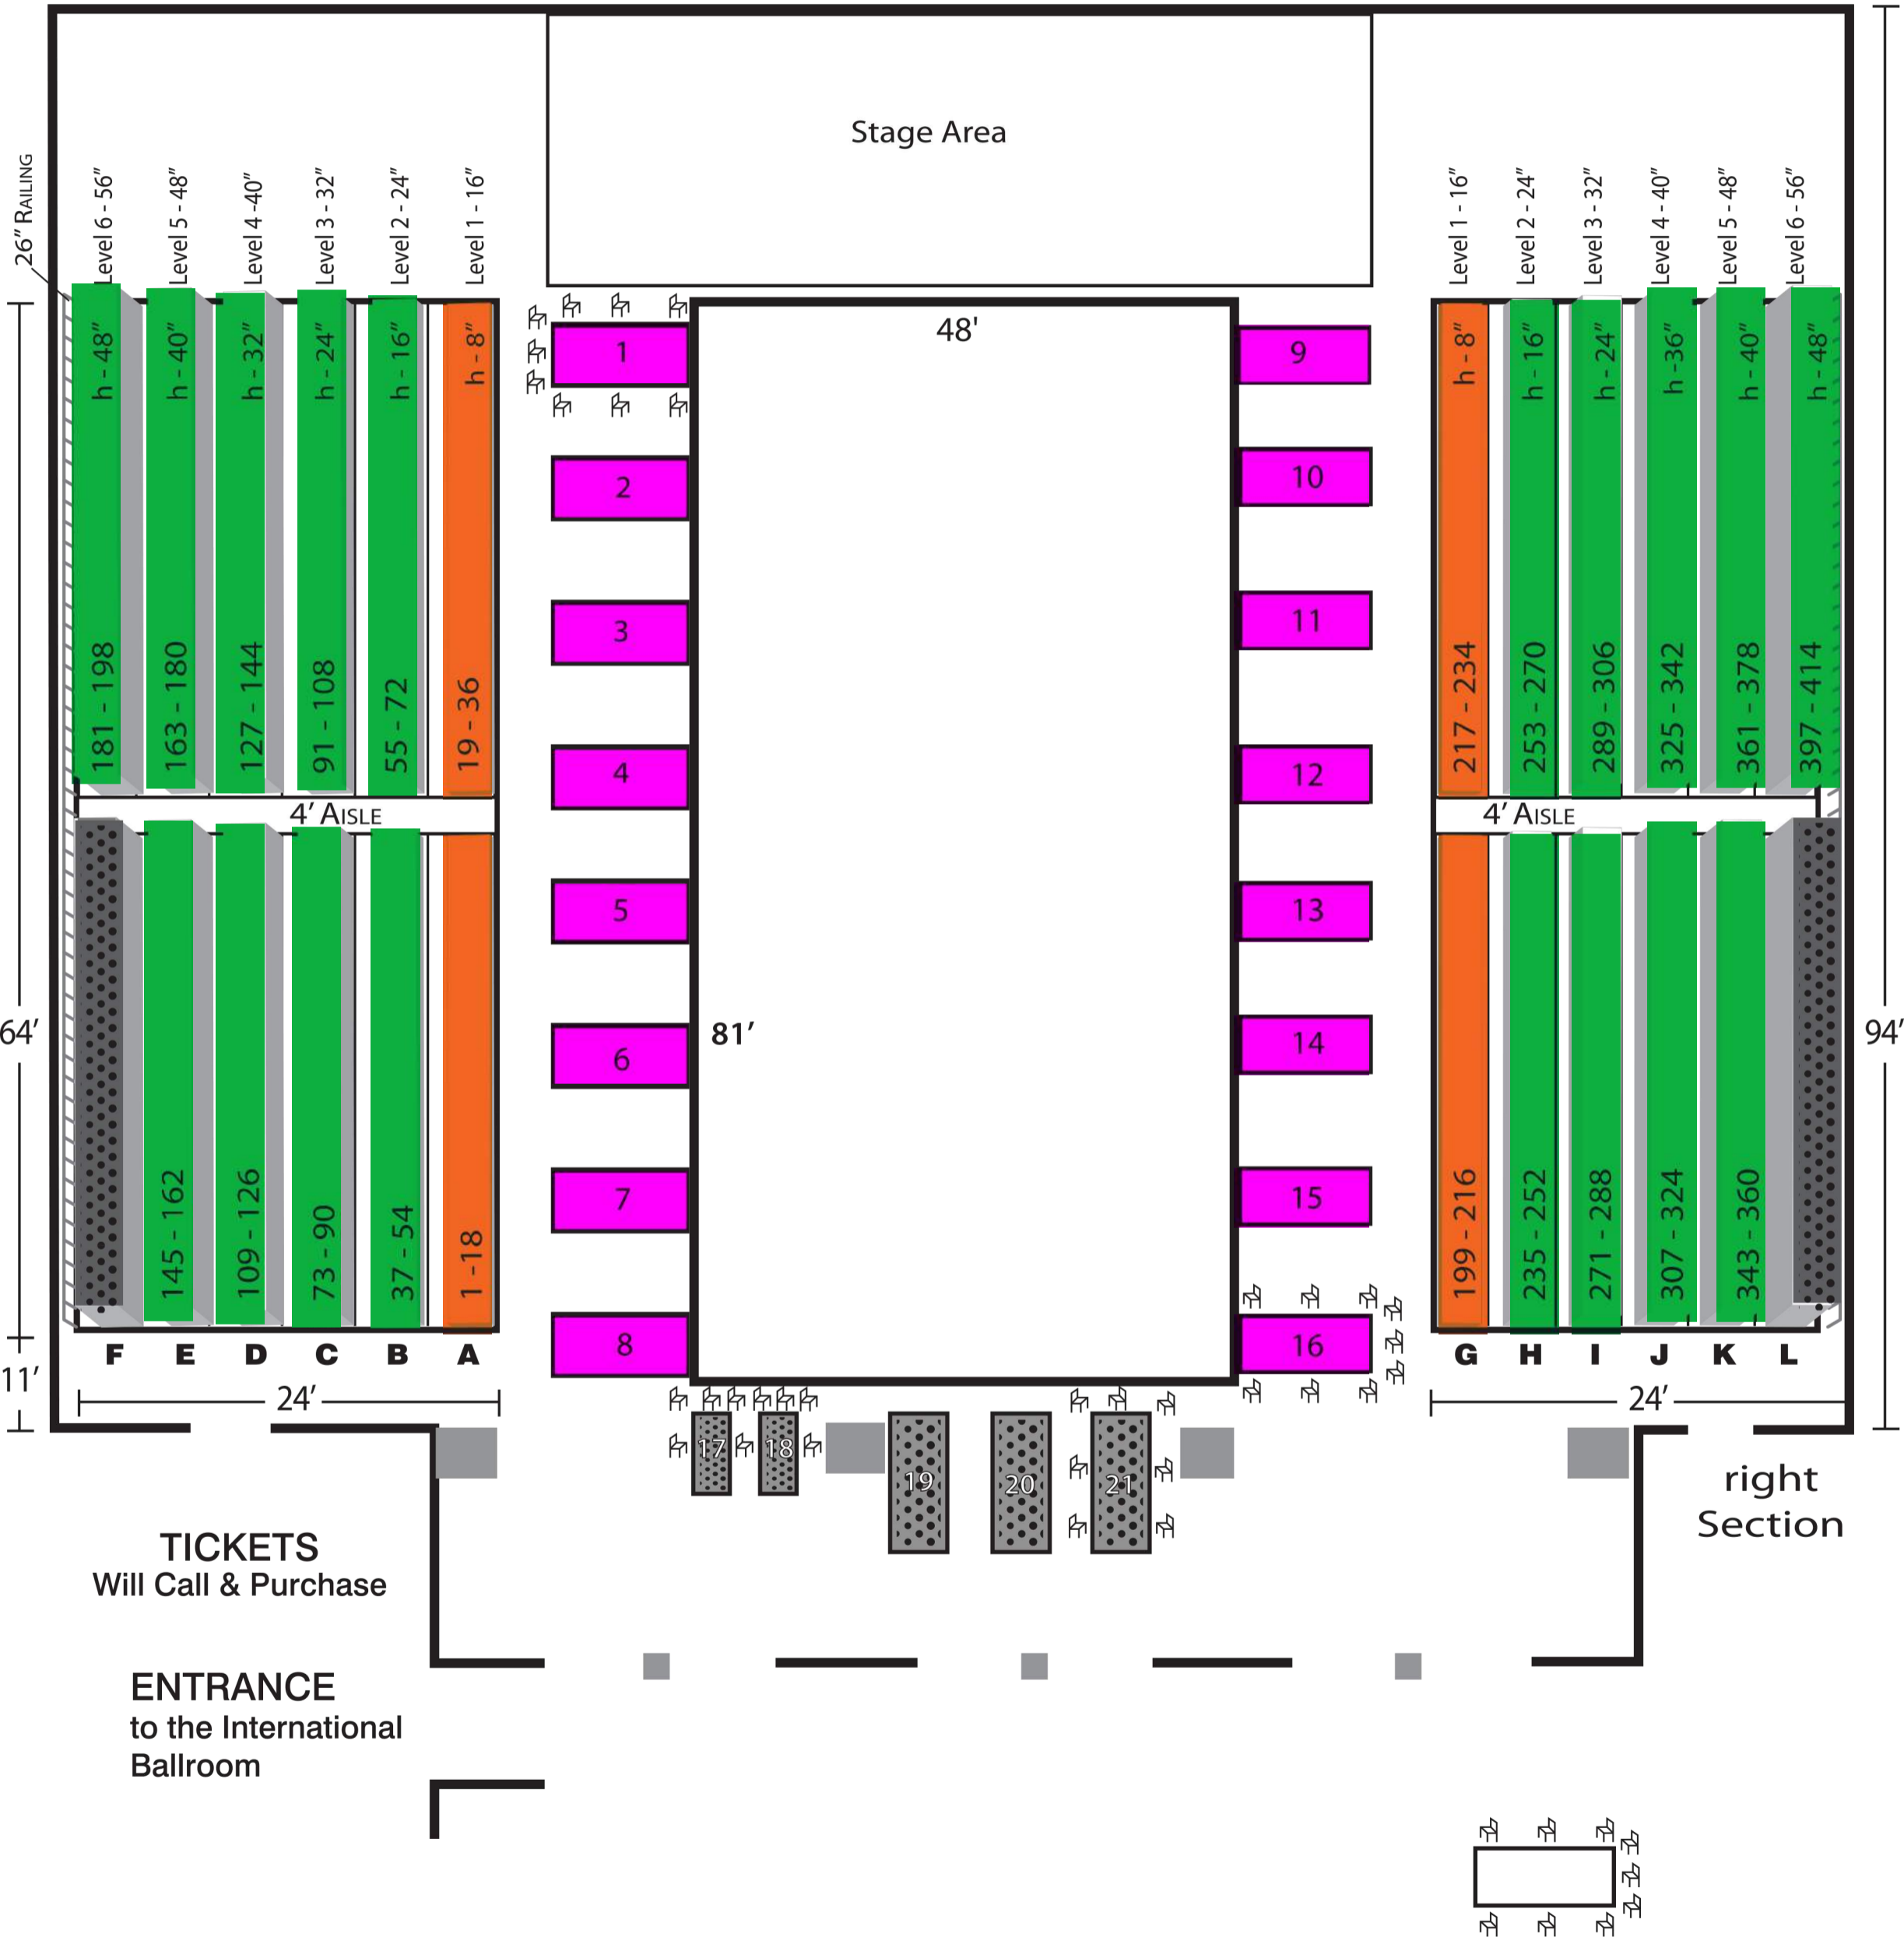 Stage Area
26” RAILING
Level 6 - 56”
Level 5 - 48”
Level 4 -40”
Level 3 - 32”
Level 2 - 24”
Level 1 - 16”
Level 1 - 16”
Level 2 - 24”
Level 3 - 32”
Level 4 - 40”
Level 5 - 48”
Level 6 - 56”
h - 48”
h - 40”
h - 32”
h - 24”
h - 16”
h - 8”
h - 8”
h - 16”
h - 24”
h -36”
h - 40”
h - 48”
48'
1
2
3
4
5
6
7
8
9
10
11
12
13
14
15
16
181 - 198
163 - 180
127 - 144
91 - 108
55 - 72
19 - 36
217 - 234
253 - 270
289 - 306
325 - 342
361 - 378
397 - 414
4’ AISLE
4’ AISLE
64’
81’
94’
145 - 162
109 - 126
73 - 90
37 - 54
1 -18
199 - 216
235 - 252
271 - 288
307 - 324
343 - 360
F E D C B A
G H I J K L
11’
24’
24’
17
18
19
20
21
right
Section
TICKETS
Will Call & Purchase
ENTRANCE
to the International
Ballroom